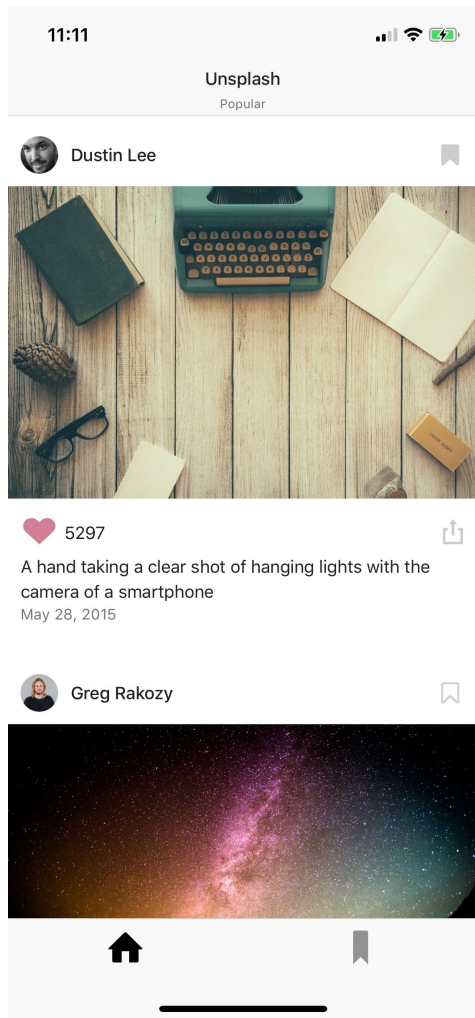 11:11
Unsplash
Popular
Dustin Lee
5297
A hand taking a clear shot of hanging lights with the
camera of a smartphone
May 28, 2015
Greg Rakozy